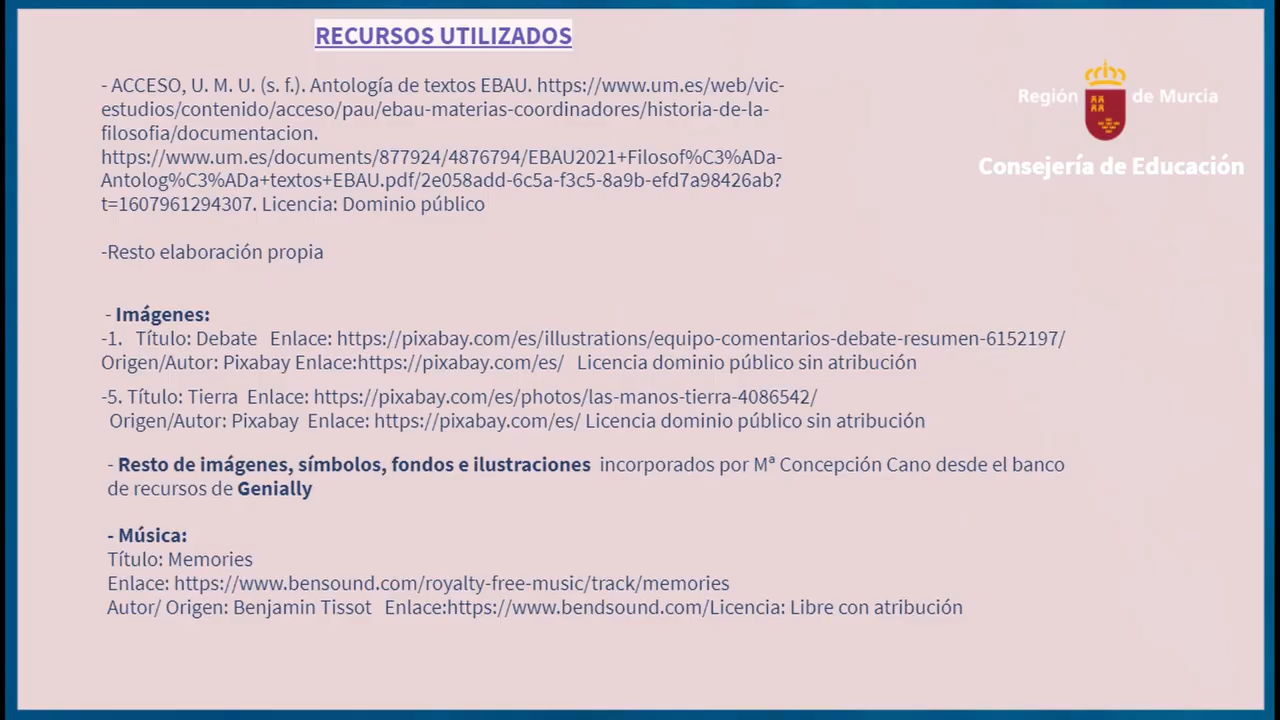 RECURSOS UTILIZADOS
- ACCESO, U. M. U. (s. f.). Antología de textos EBAU. https://www.um.es/web/vic-
estudios/contenido/acceso/pau/ebau-materias-coordinadores/historia-de-la-
filosofia/documentacion.
https://www.um.es/documents/877924/4876794/EBAU2021+Filosof%C3%ADa-
Antolog%C3%ADa+textos+EBAU.pdf/2e058add-6c5a-f3c5-8a9b-efd7a98426ab?
t=1607961294307. Licencia: Dominio público
Región de Murcia
Consejería de Educación
-Resto elaboración propia
- Imágenes:
-1. Título: Debate Enlace: https://pixabay.com/es/illustrations/equipo-comentarios-debate-resumen-6152197/
Origen/Autor: Pixabay Enlace:https://pixabay.com/es/ Licencia dominio público sin atribución
-5. Título: Tierra Enlace: https://pixabay.com/es/photos/las-manos-tierra-4086542/
Origen/Autor: Pixabay Enlace: https://pixabay.com/es/ Licencia dominio público sin atribución
- Resto de imágenes, símbolos, fondos e ilustraciones incorporados por Mª Concepción Cano desde el banco
de recursos de Genially
- Música:
Título: Memories
Enlace: https://www.bensound.com/royalty-free-music/track/memories
Autor/ Origen: Benjamin Tissot Enlace:https://www.bendsound.com/Licencia: Libre con atribución